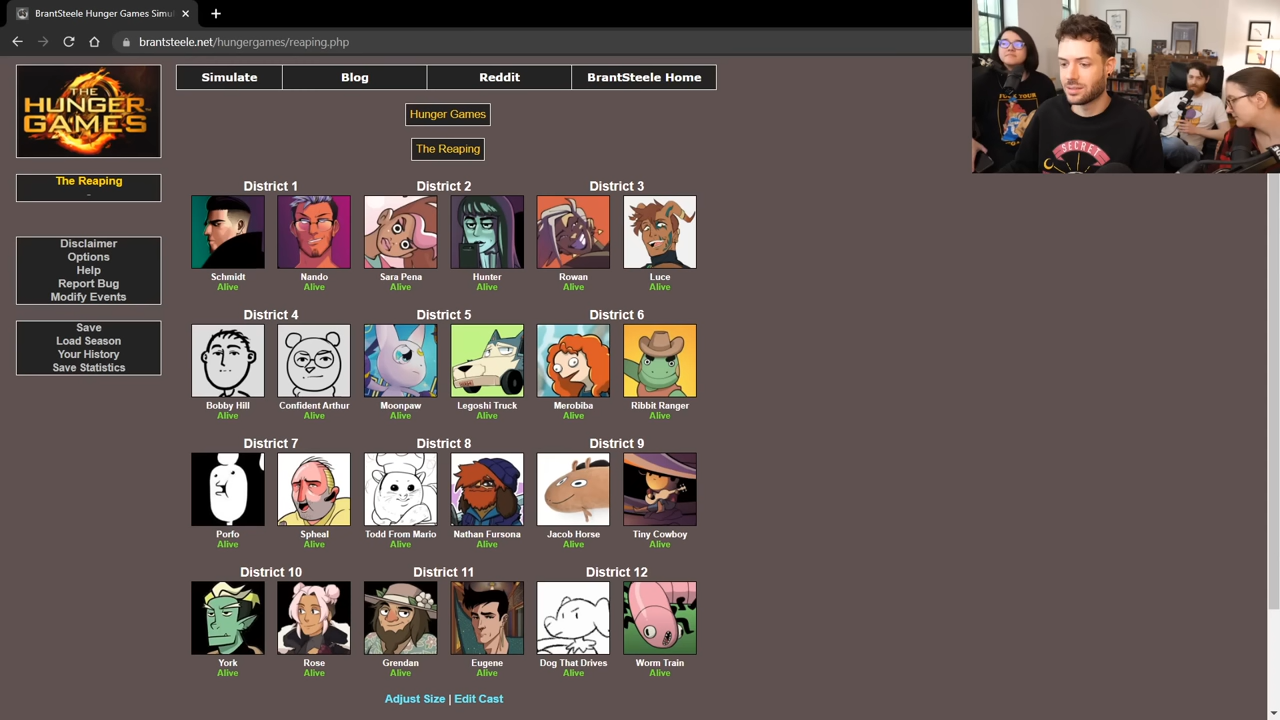 BrantSteele Hunger Games Simu
brantsteele.net/hungergames/reaping.php
THE
HUNGER
GAMES
Simulate
Blog
Reddit
BrantSteele Home
Hunger Games
The Reaping
The Reaping
-
Disclaimer
Options
Help
Report Bug
Modify Events
Save
Load Season
Your History
Save Statistics
District 1
District 2
District 3
Schmidt
Nando
Sara Pena
Hunter
Rowan
Luce
Alive
Alive
Alive
Alive
Alive
Alive
District 4
District 5
District 6
Bobby Hill
Confident Arthur
Moonpaw
Legoshi Truck
Merobiba
Ribbit Ranger
Alive
Alive
Alive
Alive
Alive
Alive
District 7
District 8
District 9
Porfo
Spheal
Todd From Mario
Nathan Fursona
Jacob Horse
Tiny Cowboy
Alive
Alive
Alive
Alive
Alive
Alive
District 10
District 11
District 12
York
Rose
Grendan
Eugene
Dog That Drives
Worm Train
Alive
Alive
Alive
Alive
Alive
Alive
Adjust Size | Edit Cast
SECRET